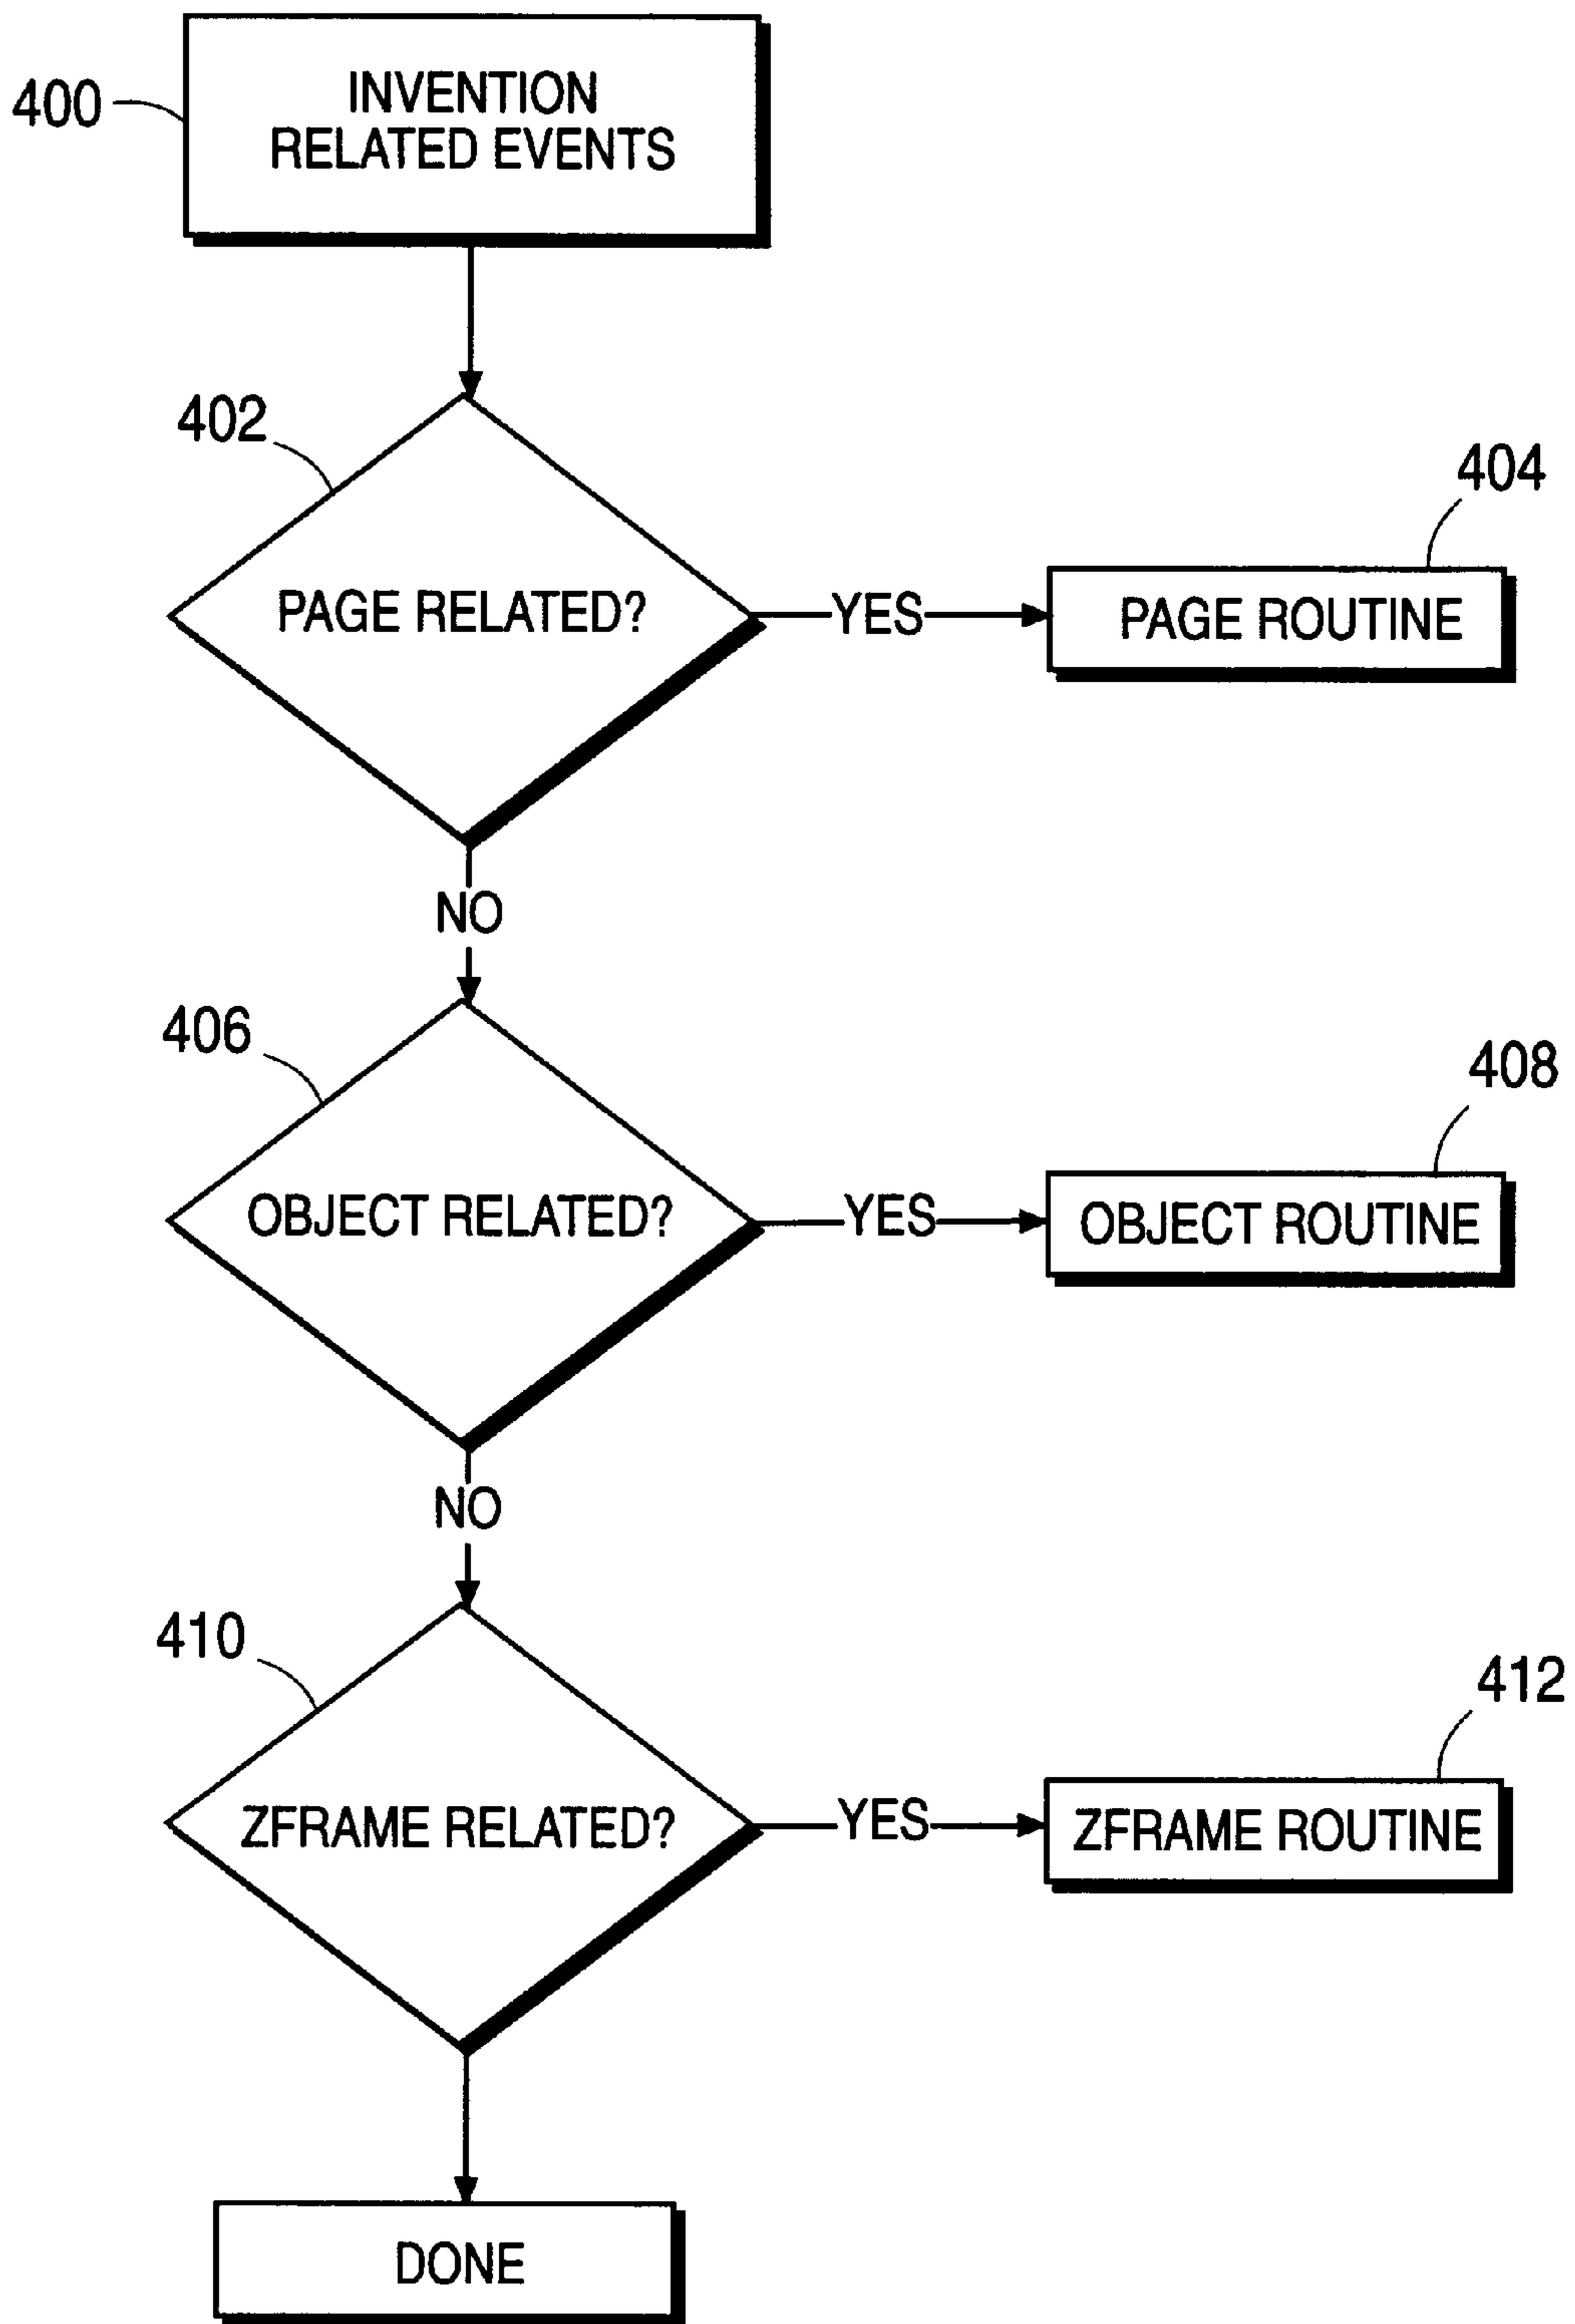 400
INVENTION
RELATED EVENTS
402
PAGE RELATED?
YES
404
PAGE ROUTINE
NO
406
OBJECT RELATED?
YES
408
OBJECT ROUTINE
NO
410
ZFRAME RELATED?
YES
412
ZFRAME ROUTINE
DONE